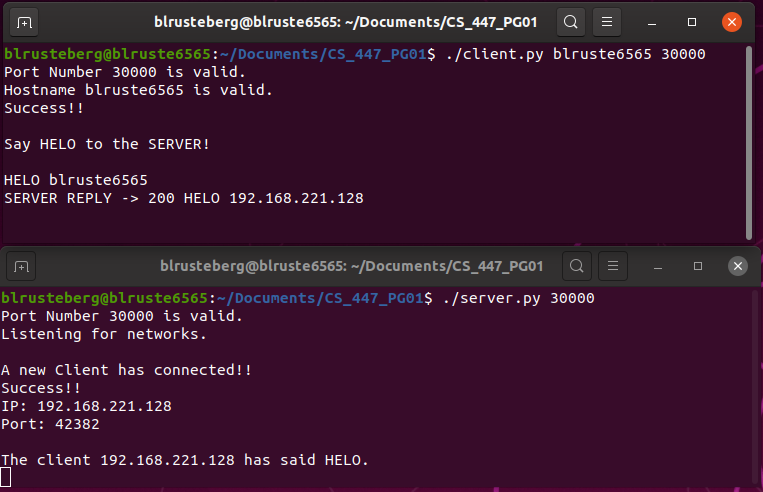 blrusteberg@blruste6565: ~/Documents/CS_447_PG01
blrusteberg@blruste6565:~/Documents/CS_447_PG01$ ./client.py blruste6565 30000
Port Number 30000 is valid.
Hostname blruste6565 is valid.
Success!!
Say HELO to the SERVER!
HELO blruste6565
SERVER REPLY -> 200 HELO 192.168.221.128
blrusteberg@blruste6565: ~/Documents/CS_447_PG01
blrusteberg@blruste6565:~/Documents/CS_447_PG01$ ./server.py 30000
Port Number 30000 is valid.
Listening for networks.
A new Client has connected!!
Success!!
IP: 192.168.221.128
Port: 42382
The client 192.168.221.128 has said HELO.